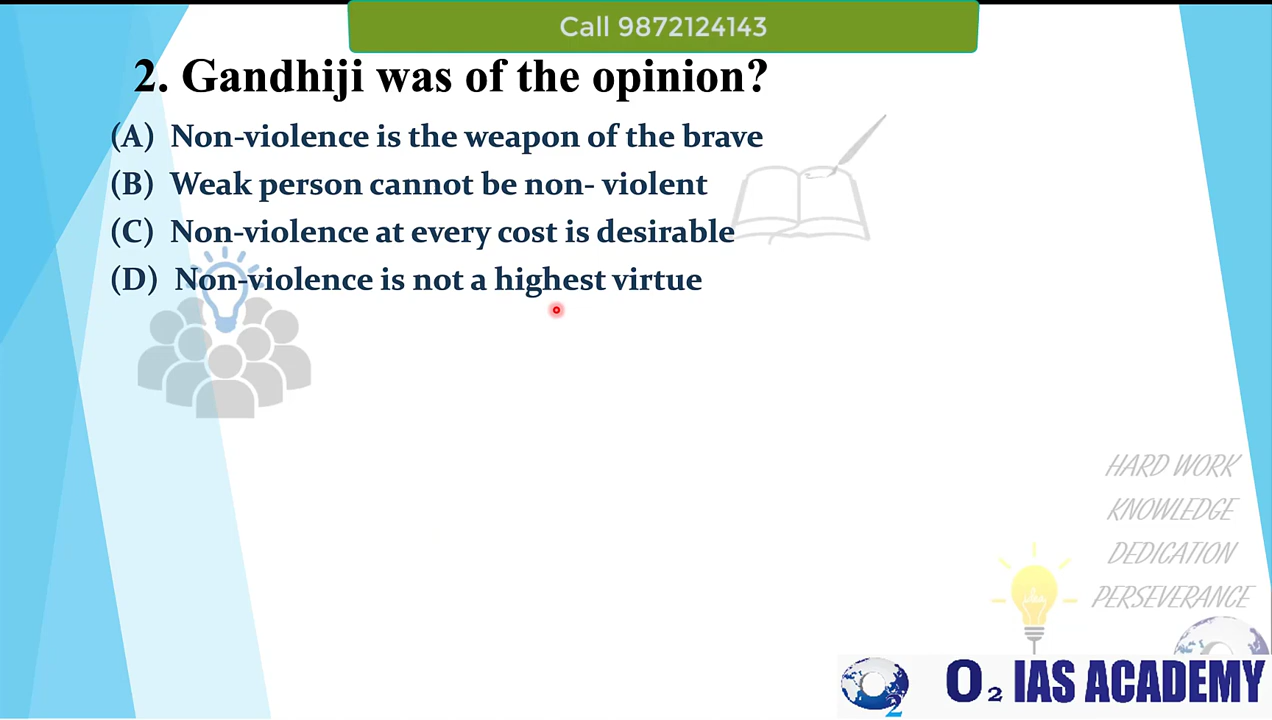 Call 9872124143
2. Gandhiji was of the opinion?
(A) Non-violence is the weapon of the brave
(B) Weak person cannot be non- violent
(C) Non-violence at every cost is desirable
(D) Non-violence is not a highest virtue
HARD WORK
KNOWLEDGE
DEDICATION
PERSEVERANCE
O2 IAS ACADEMY
2